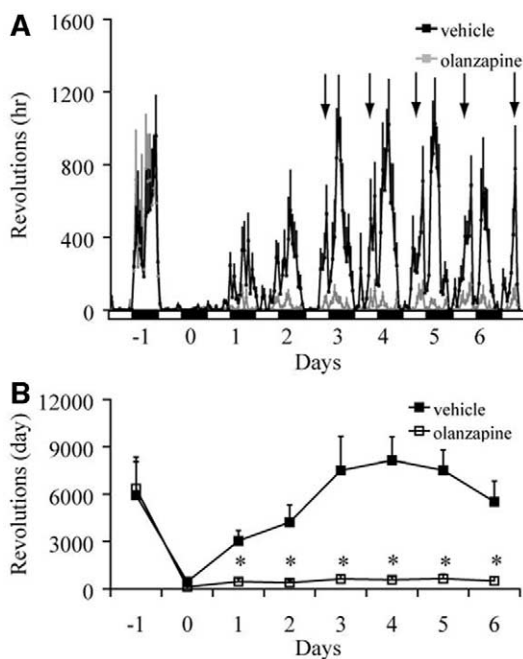 A
1600
1200
800
400
0
Revolutions (hr)
vehicle
olanzapine
-1 0 1 2 3 4 5 6
Days
B
12000
9000
6000
3000
0
Revolutions (day)
vehicle
olanzapine
* * * * * *
-1 0 1 2 3 4 5 6
Days